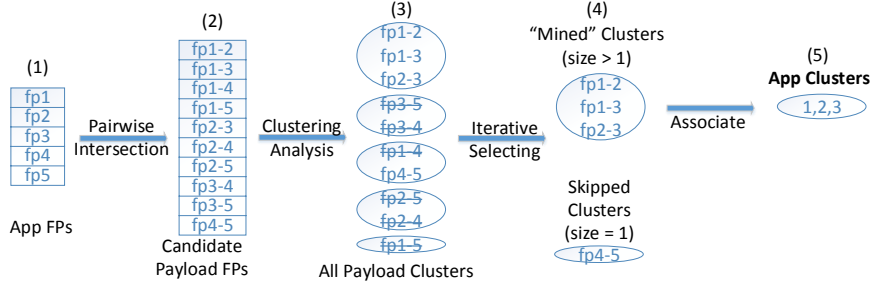 (1)
fp1
fp2
fp3
fp4
fp5
App FPs
Pairwise
Intersection
(2)
fp1-2
fp1-3
fp1-4
fp1-5
fp2-3
fp2-4
fp2-5
fp3-4
fp3-5
fp4-5
Candidate
Payload FPs
Clustering
Analysis
(3)
fp1-2
fp1-3
fp2-3
fp3-5
fp3-4
fp1-4
fp4-5
fp2-5
fp2-4
fp1-5
All Payload Clusters
Iterative
Selecting
(4)
“Mined” Clusters
(size > 1)
fp1-2
fp1-3
fp2-3
Skipped
Clusters
(size = 1)
fp4-5
Associate
(5)
App Clusters
1,2,3